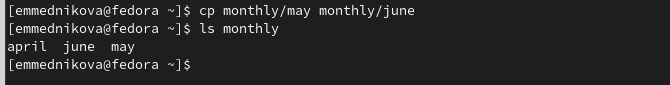 [emmednikova@fedora ~]$ cp monthly/may monthly/june
[emmednikova@fedora ~]$ ls monthly
april  june  may
[emmednikova@fedora ~]$